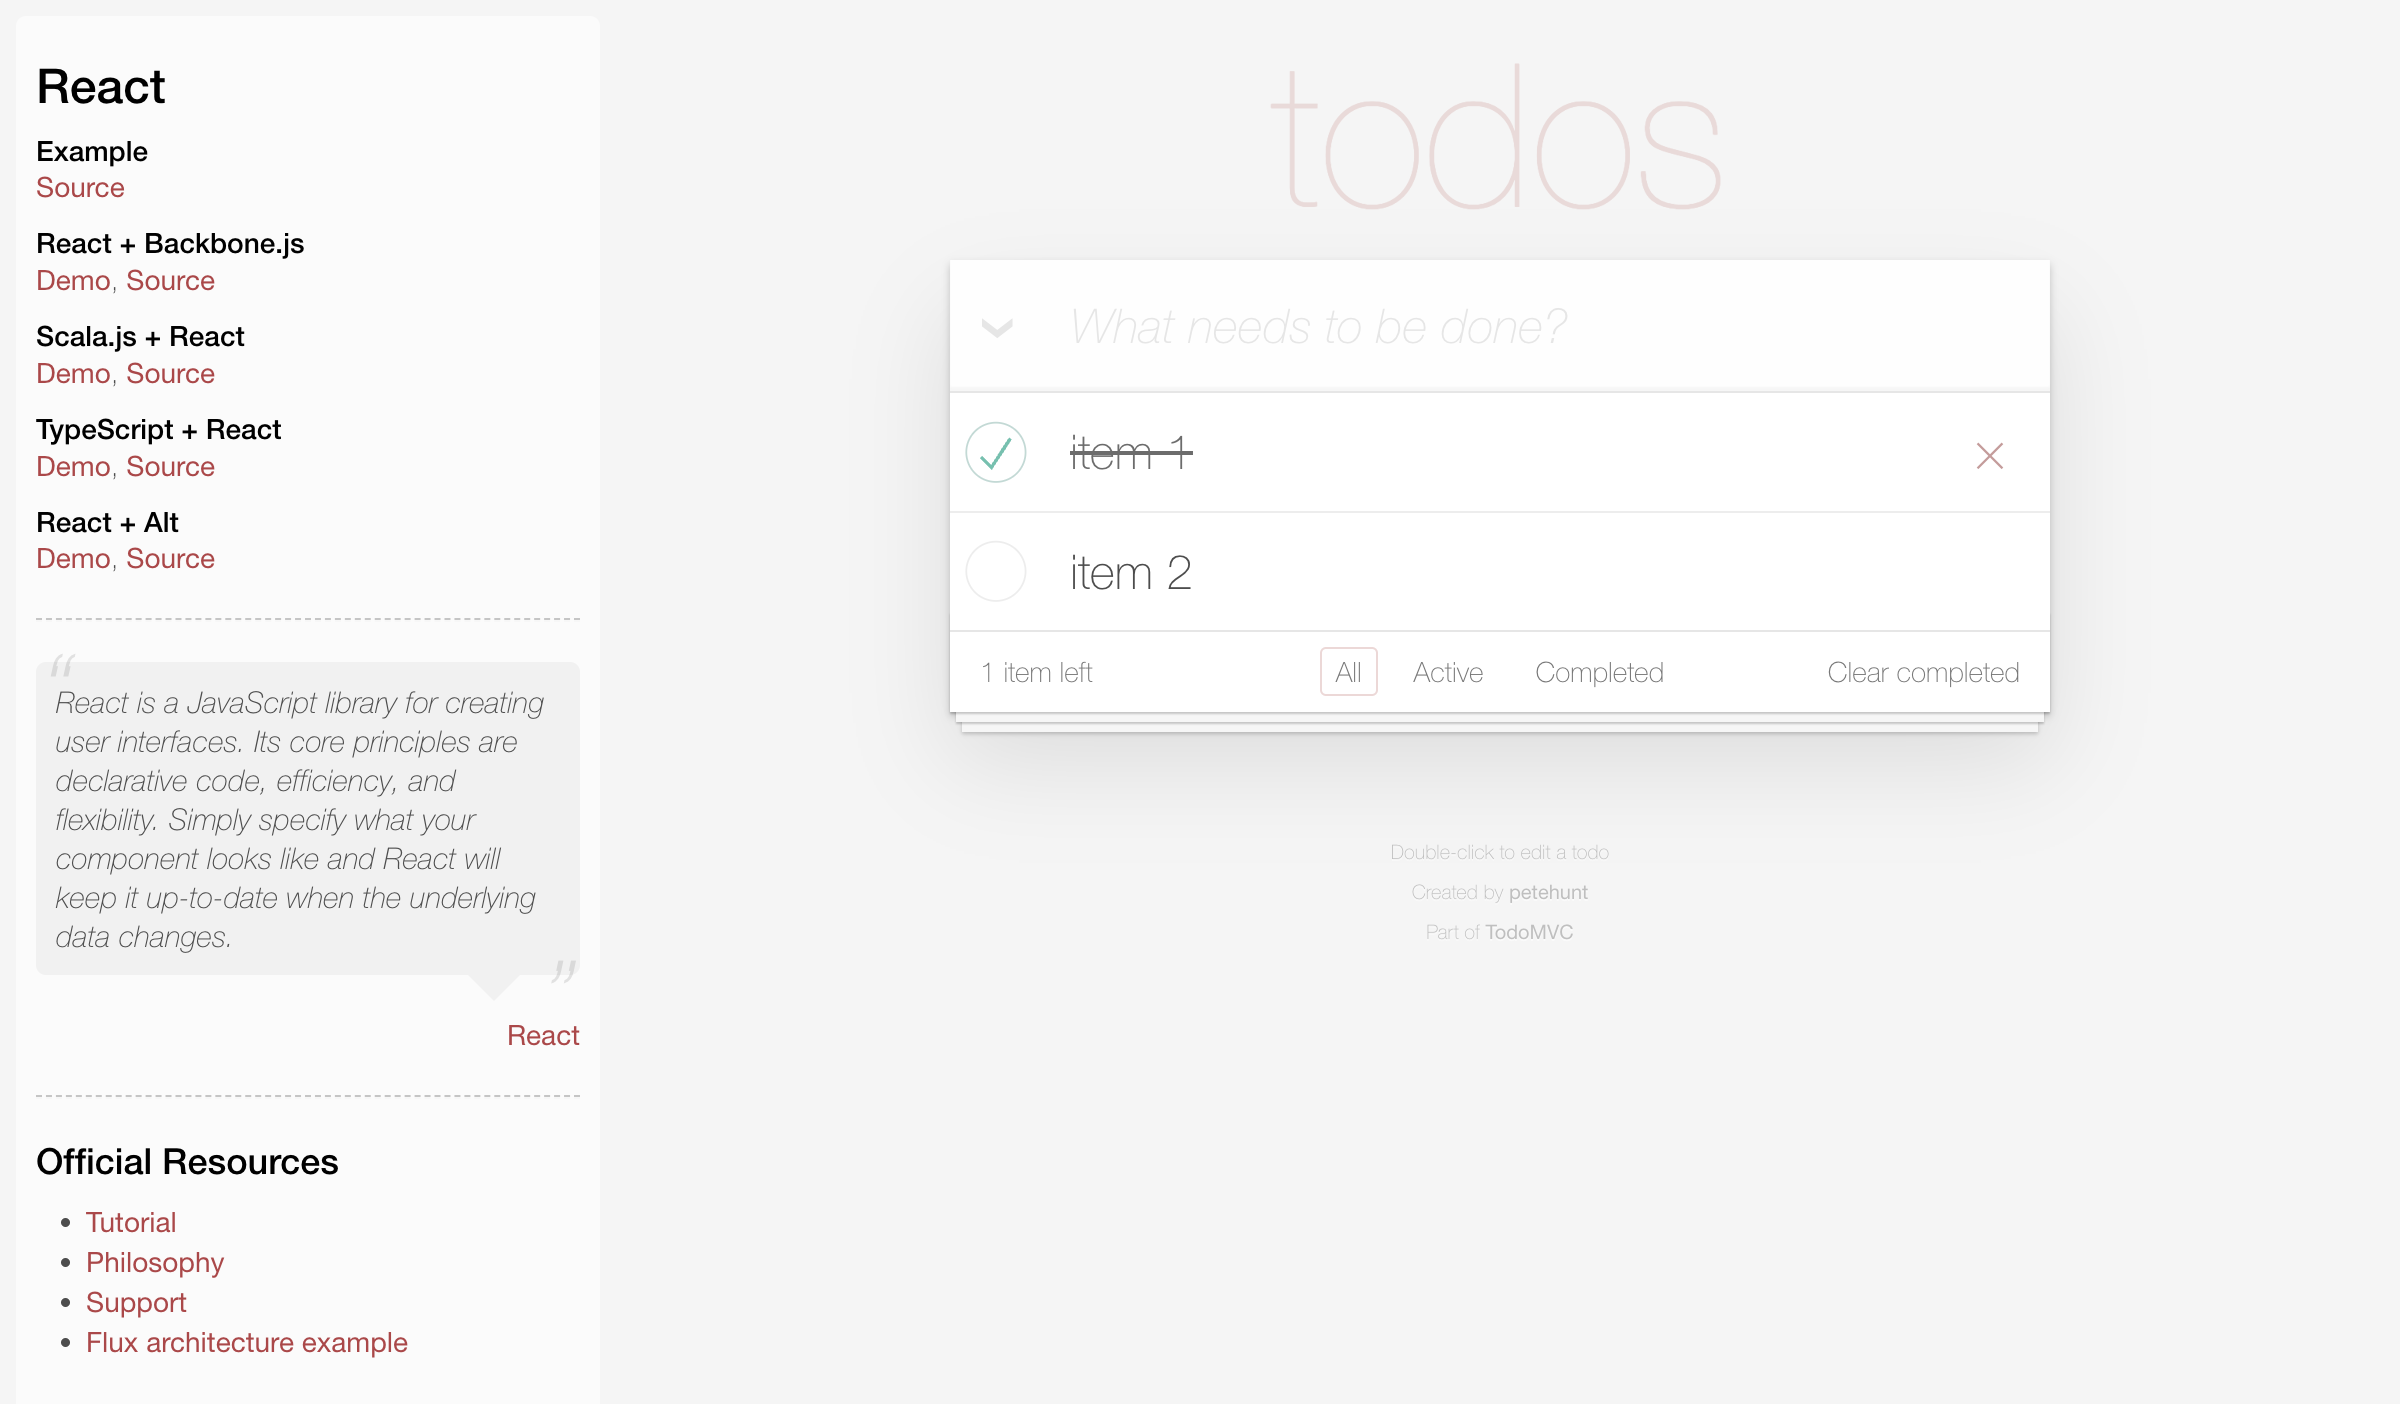 React
Example
Source
React + Backbone.js
Demo, Source
Scala.js + React
Demo, Source
TypeScript + React
Demo, Source
React + Alt
Demo, Source
“
React is a JavaScript library for creating
user interfaces. Its core principles are
declarative code, efficiency, and
flexibility. Simply specify what your
component looks like and React will
keep it up-to-date when the underlying
data changes.
”
React
Official Resources
• Tutorial
• Philosophy
• Support
• Flux architecture example
todos
What needs to be done?
item 1
item 2
1 item left All Active Completed Clear completed
Double-click to edit a todo
Created by petehunt
Part of TodoMVC